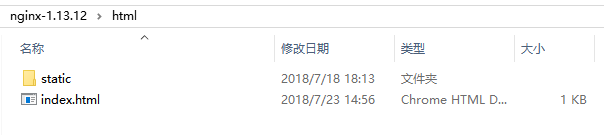 nginx-1.13.12 › html
名称 修改日期 类型 大小
static 2018/7/18 18:13 文件夹
index.html 2018/7/23 14:56 Chrome HTML D... 1 KB